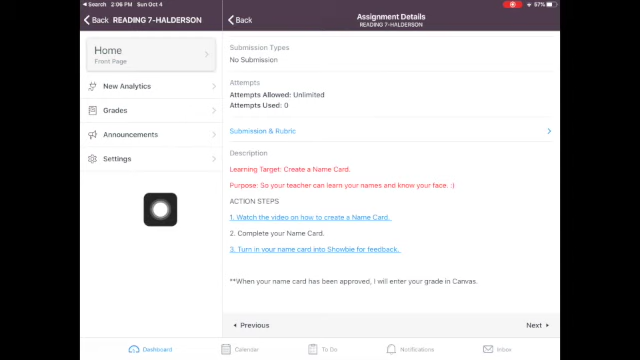 Search 2:06 PM Sun Oct 4
57%
Back READING 7-HALDERSON
Home
Front Page
New Analytics
Grades
Announcements
Settings
Back
Assignment Details
READING 7-HALDERSON
Submission Types
No Submission
Attempts
Attempts Allowed: Unlimited
Attempts Used: 0
Submission & Rubric
Description
Learning Target: Create a Name Card.
Purpose: So your teacher can learn your names and know your face. :)
ACTION STEPS
1. Watch the video on how to create a Name Card.
2. Complete your Name Card.
3. Turn in your name card into Showbie for feedback.
**When your name card has been approved, I will enter your grade in Canvas.
Previous
Next
Dashboard
Calendar
To Do
Notifications
Inbox